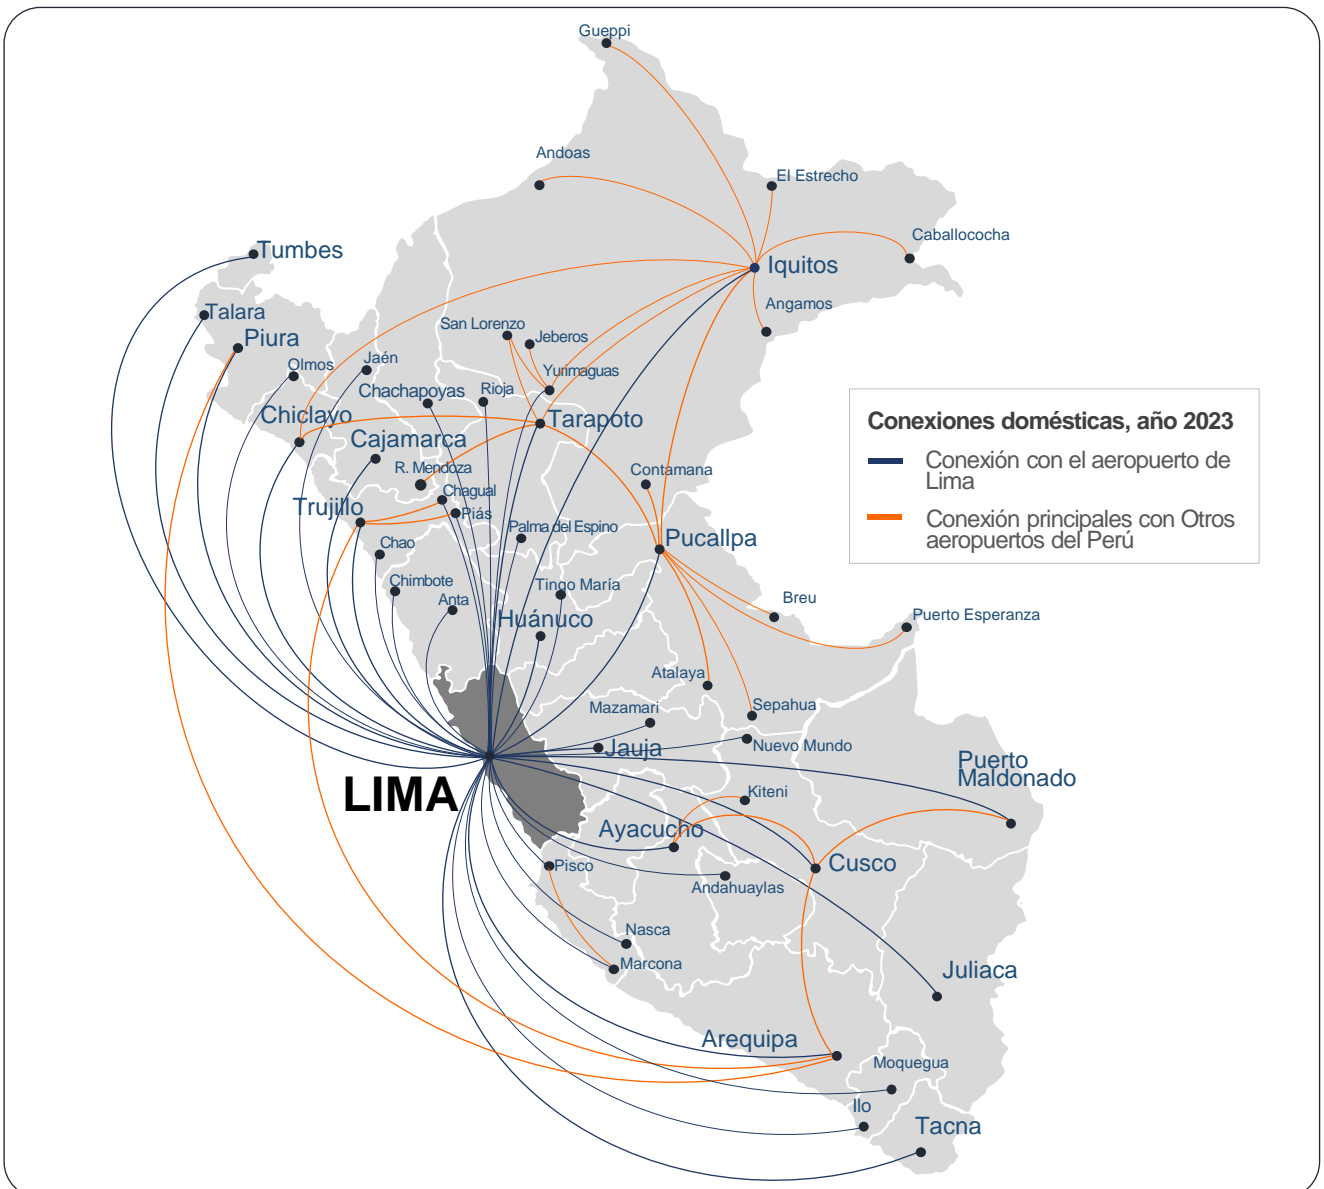 Gueppi
Andoas
El Estrecho
Caballococha
Tumbes
Iquitos
Talara
Angamos
San Lorenzo
Piura
Jeberos
Olmos
Jaén
Yurimaguas
Chachapoyas
Rioja
Chiclayo
Tarapoto
Cajamarca
R. Mendoza
Contamana
Chagual
Trujillo
Piás
Palma del Espino
Pucallpa
Chao
Chimbote
Tingo María
Anta
Breu
Huánuco
Puerto Esperanza
Atalaya
Mazamari
Sepahua
Jauja
Nuevo Mundo
Puerto
Maldonado
LIMA
Kiteni
Ayacucho
Pisco
Cusco
Andahuaylas
Nasca
Marcona
Juliaca
Arequipa
Moquegua
Ilo
Tacna
Conexiones domésticas, año 2023
Conexión con el aeropuerto de
Lima
Conexión principales con Otros
aeropuertos del Perú